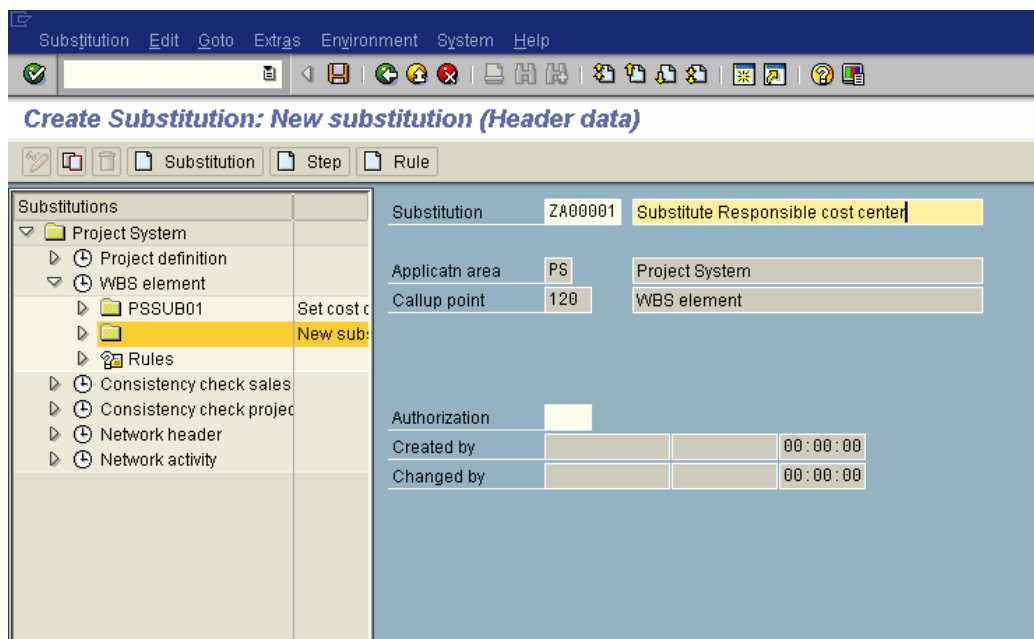 Substitution Edit Goto Extras Environment System Help
Create Substitution: New substitution (Header data)
Substitution Step Rule
Substitutions
Project System
Project definition
WBS element
PSSUB01 Set cost c
New subs
Rules
Consistency check sales
Consistency check projec
Network header
Network activity
Substitution ZA00001 Substitute Responsible cost center
Applicatn area PS Project System
Callup point 120 WBS element
Authorization
Created by 00:00:00
Changed by 00:00:00